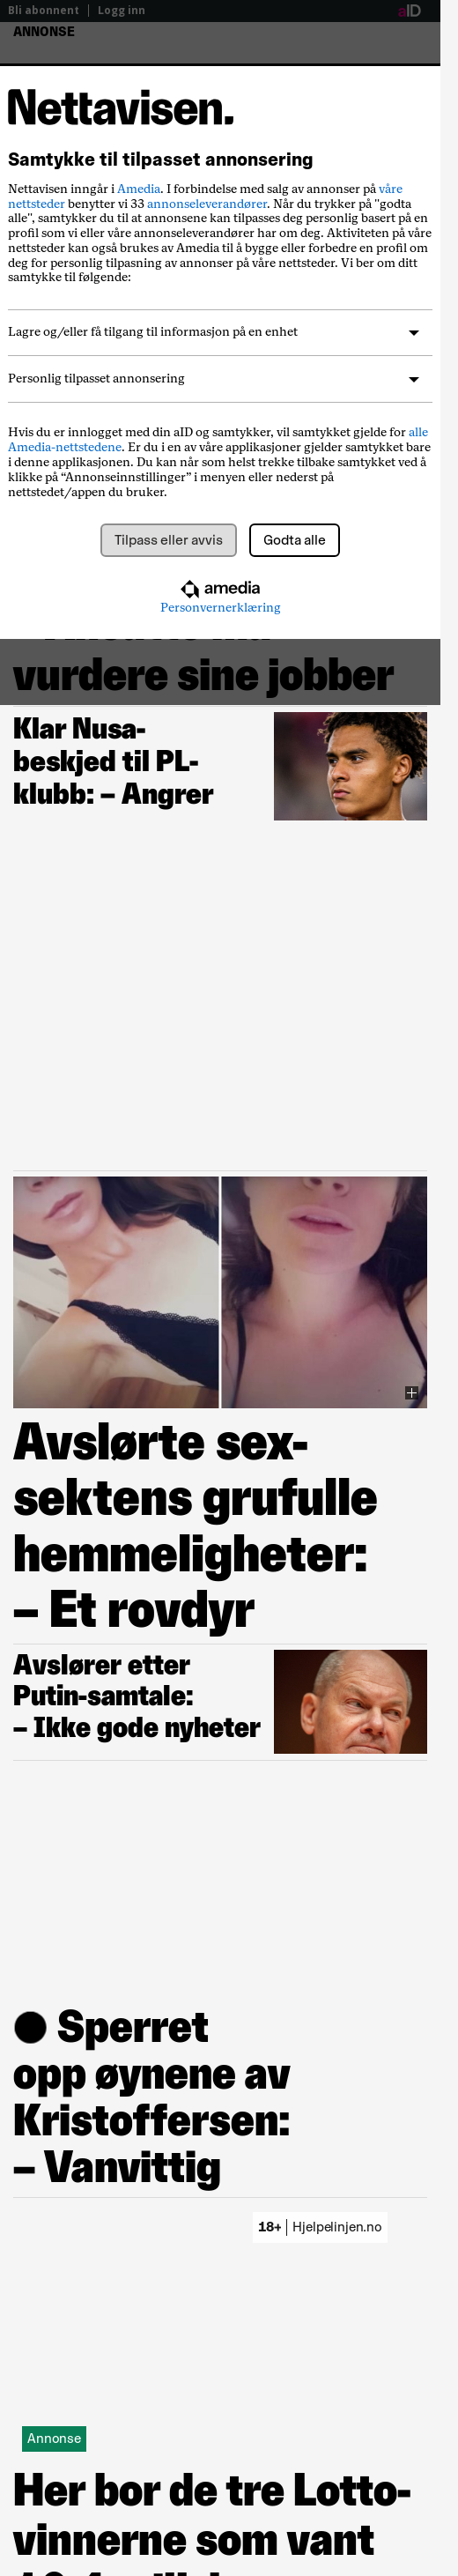 Bli abonnent | Logg inn
aID
ANNONSE
Nettavisen.
Samtykke til tilpasset annonsering
Nettavisen inngår i Amedia. I forbindelse med salg av annonser på våre
nettsteder benytter vi 33 annonseleverandører. Når du trykker på "godta
alle", samtykker du til at annonsene kan tilpasses deg personlig basert på en
profil som vi eller våre annonseleverandører har om deg. Aktiviteten på våre
nettsteder kan også brukes av Amedia til å bygge eller forbedre en profil om
deg for personlig tilpasning av annonser på våre nettsteder. Vi ber om ditt
samtykke til følgende:
Lagre og/eller få tilgang til informasjon på en enhet
Personlig tilpasset annonsering
Hvis du er innlogget med din aID og samtykker, vil samtykket gjelde for alle
Amedia-nettstedene. Er du i en av våre applikasjoner gjelder samtykket bare
i denne applikasjonen. Du kan når som helst trekke tilbake samtykket ved å
klikke på “Annonseinnstillinger” i menyen eller nederst på
nettstedet/appen du bruker.
Tilpass eller avvis
Godta alle
amedia
Personvernerklæring
vurdere sine jobber
Klar Nusa-
beskjed til PL-
klubb: – Angrer
Avslørte sex-
sektens grufulle
hemmeligheter:
– Et rovdyr
Avslører etter
Putin-samtale:
– Ikke gode nyheter
Sperret
opp øynene av
Kristoffersen:
– Vanvittig
18+ | Hjelpelinjen.no
Annonse
Her bor de tre Lotto-
vinnerne som vant